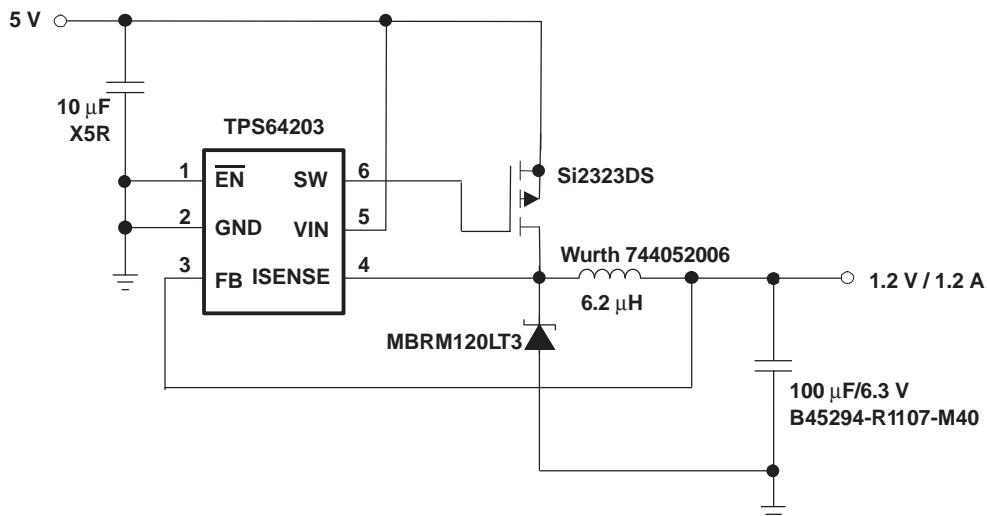 5 V
10 μF
X5R
TPS64203
1
EN
SW
6
2
GND
VIN
5
3
FB
ISENSE
4
Si2323DS
Wurth 744052006
6.2 μH
1.2 V / 1.2 A
MBRM120LT3
100 μF/6.3 V
B45294-R1107-M40